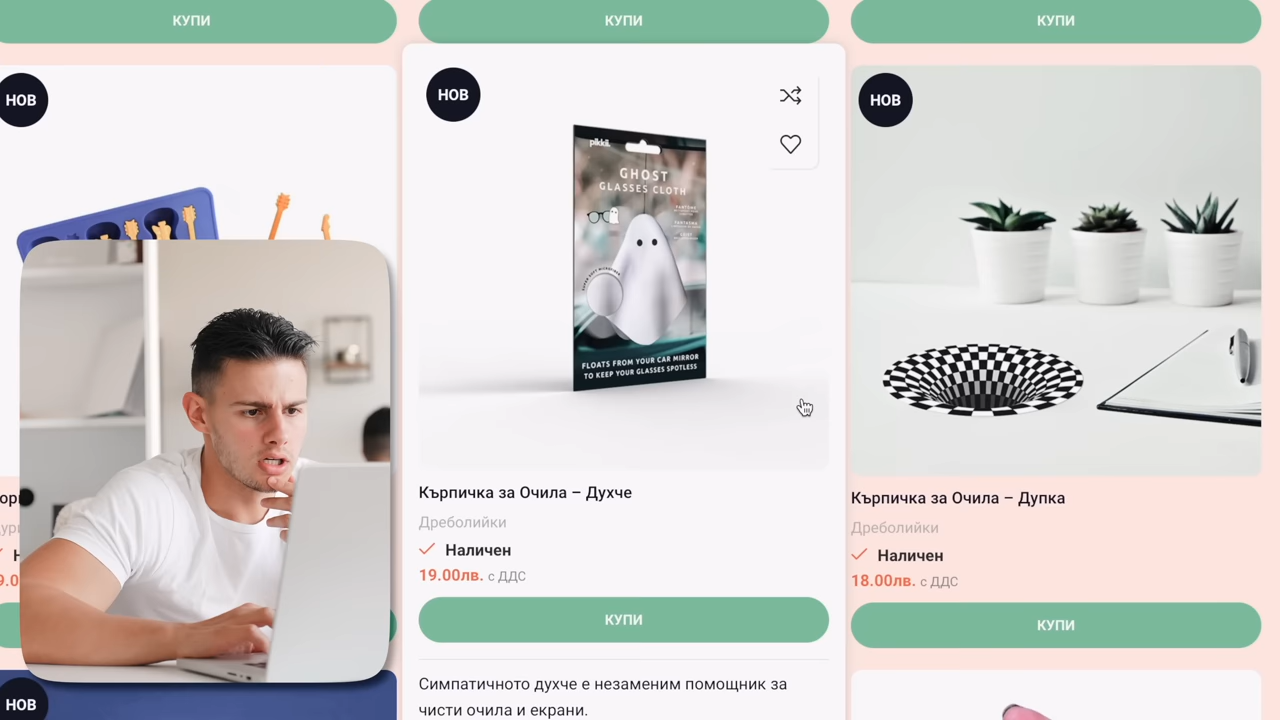 КУПИ
КУПИ
КУПИ
НОВ
НОВ
НОВ
pikkii
GHOST
GLASSES CLOTH
FLOATS FROM YOUR CAR MIRROR
TO KEEP YOUR GLASSES SPOTLESS
Кърпичка за Очила – Духче
Дреболийки
Наличен
19.00лв. с ДДС
КУПИ
Симпатичното духче е незаменим помощник за
чисти очила и екрани.
Кърпичка за Очила – Дупка
Дреболийки
Наличен
18.00лв. с ДДС
КУПИ
НОВ